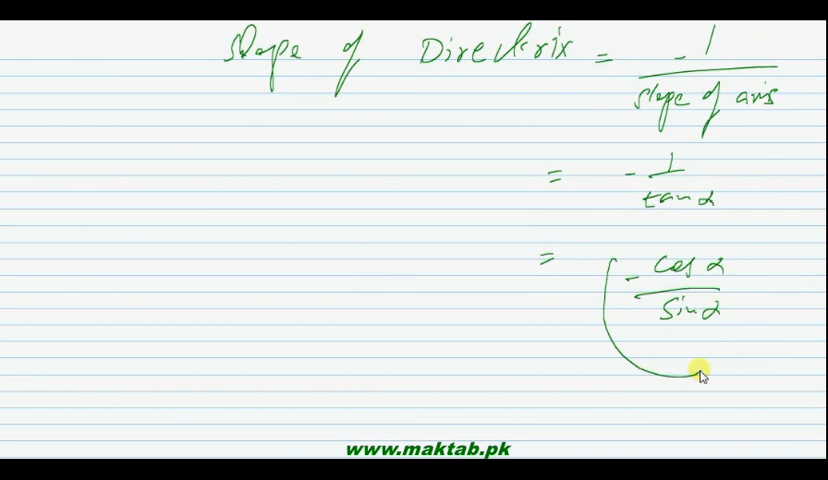 Slope of Directrix = -1 / slope of axis
= - 1 / tan α
= - cos α / sin α
www.maktab.pk